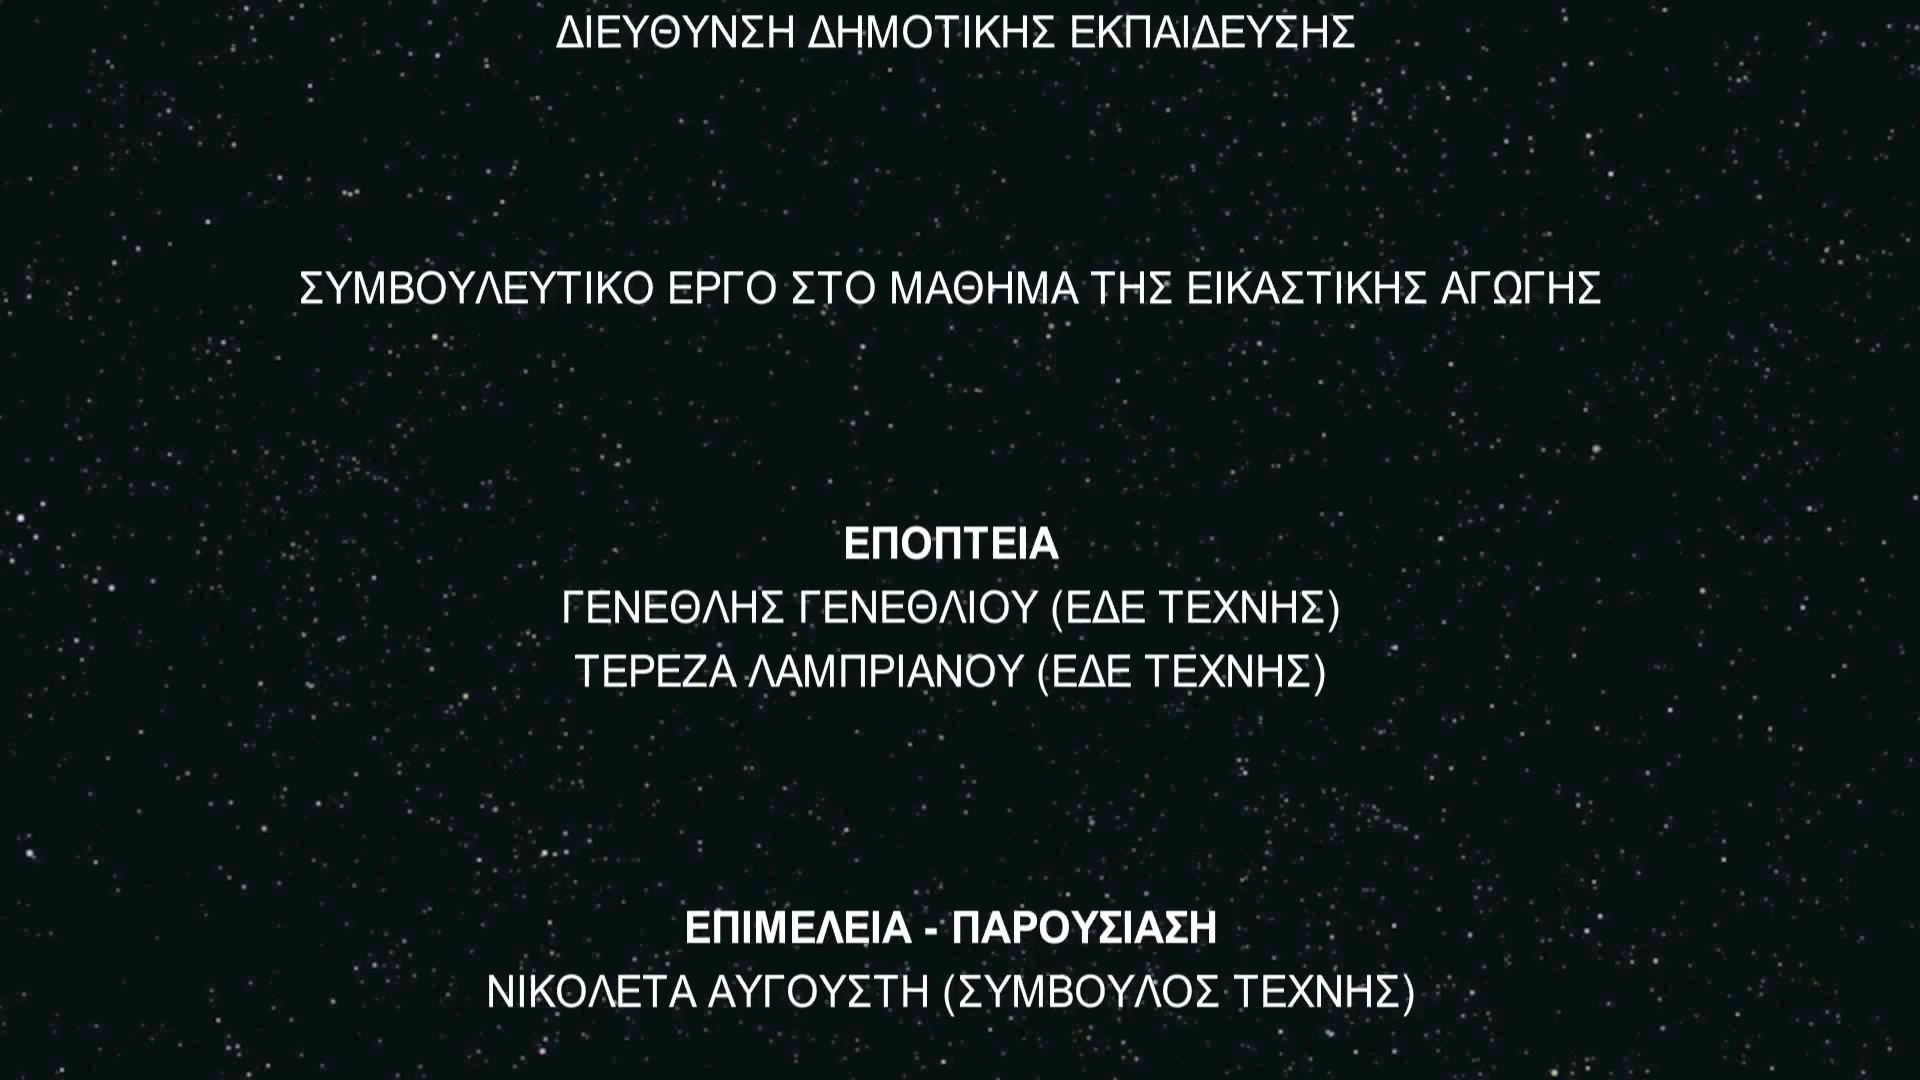 ΔΙΕΥΘΥΝΣΗ ΔΗΜΟΤΙΚΗΣ ΕΚΠΑΙΔΕΥΣΗΣ
ΣΥΜΒΟΥΛΕΥΤΙΚΟ ΕΡΓΟ ΣΤΟ ΜΑΘΗΜΑ ΤΗΣ ΕΙΚΑΣΤΙΚΗΣ ΑΓΩΓΗΣ
ΕΠΟΠΤΕΙΑ
ΓΕΝΕΘΛΗΣ ΓΕΝΕΘΛΙΟΥ (ΕΔΕ ΤΕΧΝΗΣ)
ΤΕΡΕΖΑ ΛΑΜΠΡΙΑΝΟΥ (ΕΔΕ ΤΕΧΝΗΣ)
ΕΠΙΜΕΛΕΙΑ - ΠΑΡΟΥΣΙΑΣΗ
ΝΙΚΟΛΕΤΑ ΑΥΓΟΥΣΤΗ (ΣΥΜΒΟΥΛΟΣ ΤΕΧΝΗΣ)